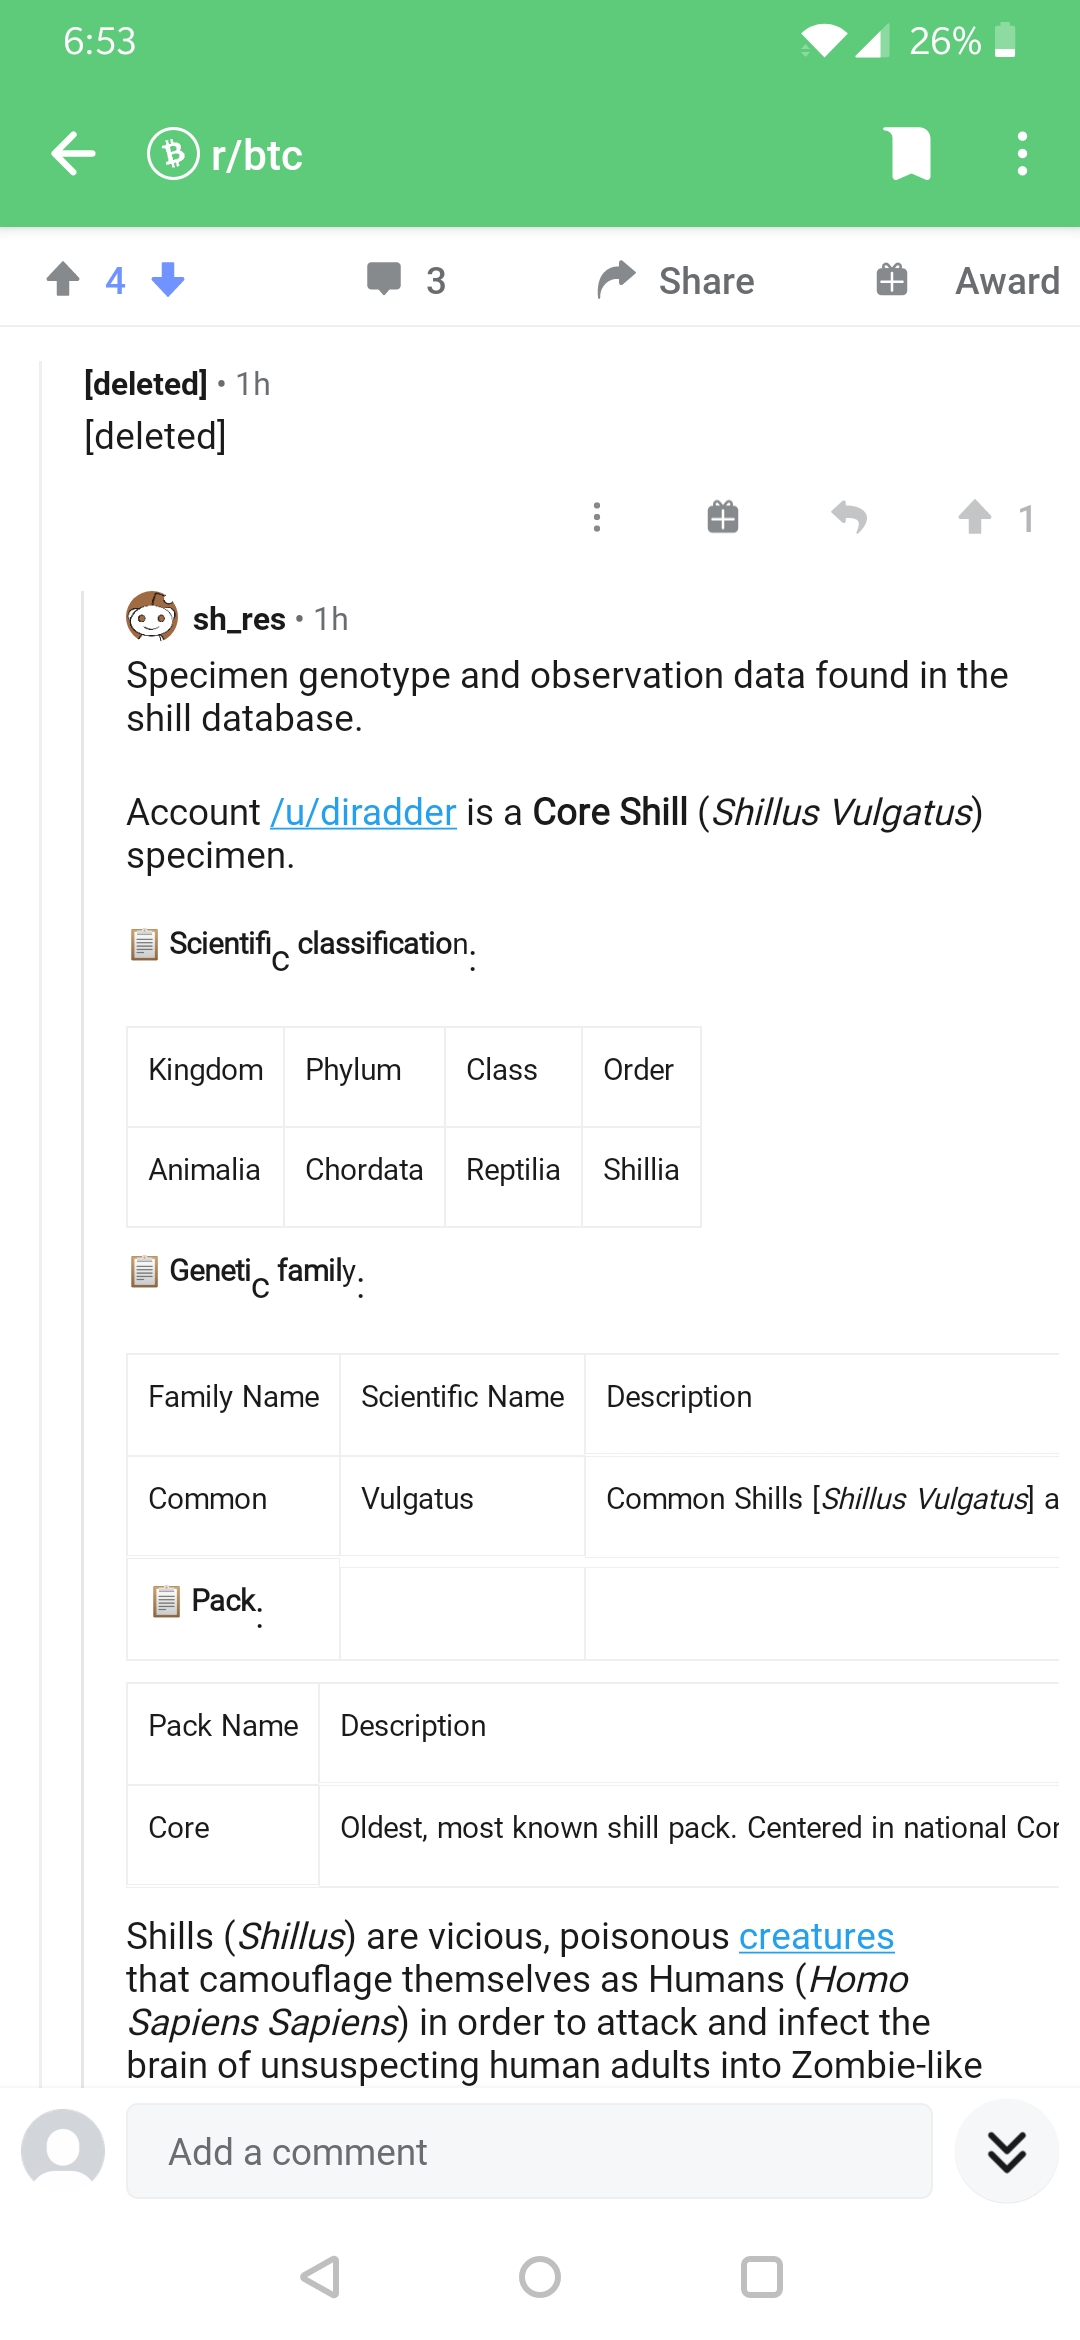 6:53
26%
r/btc
4
3
Share
Award
[deleted] • 1h
[deleted]
1
sh_res • 1h
Specimen genotype and observation data found in the
shill database.
Account /u/diradder is a Core Shill (Shillus Vulgatus)
specimen.
📋 Scientific classification:
Kingdom Phylum Class Order
Animalia Chordata Reptilia Shillia
📋 Genetic family:
Family Name Scientific Name Description
Common Vulgatus Common Shills [Shillus Vulgatus] a
📋 Pack:
Pack Name Description
Core Oldest, most known shill pack. Centered in national Cor
Shills (Shillus) are vicious, poisonous creatures
that camouflage themselves as Humans (Homo
Sapiens Sapiens) in order to attack and infect the
brain of unsuspecting human adults into Zombie-like
Add a comment